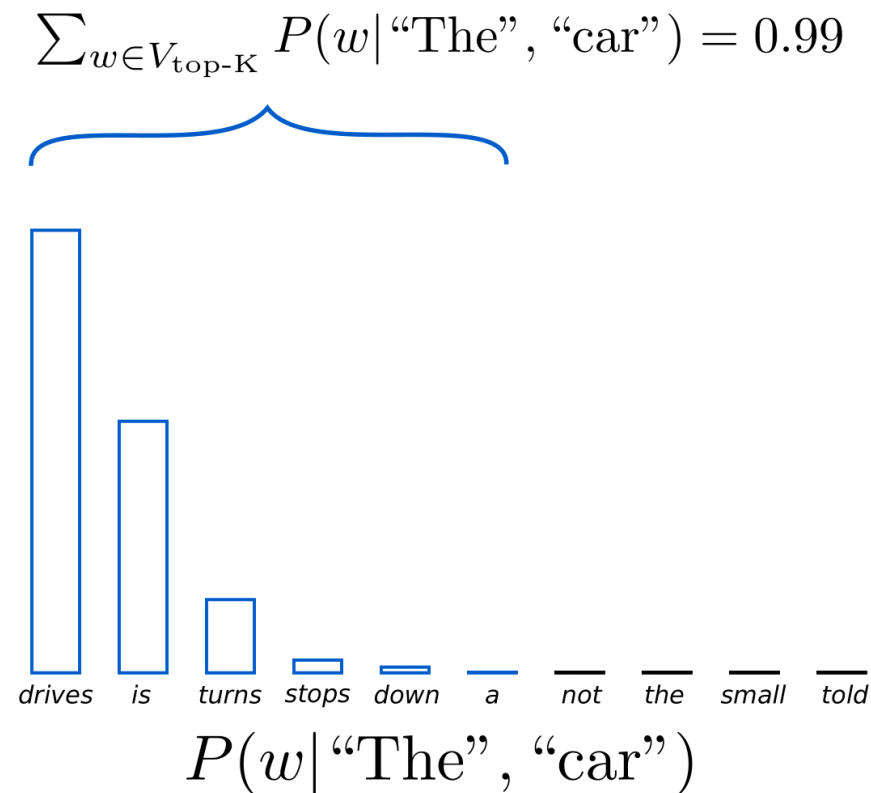 ∑w∈Vtop-K P(w|“The”, “car”) = 0.99
drives is turns stops down a not the small told
P(w|“The”, “car”)